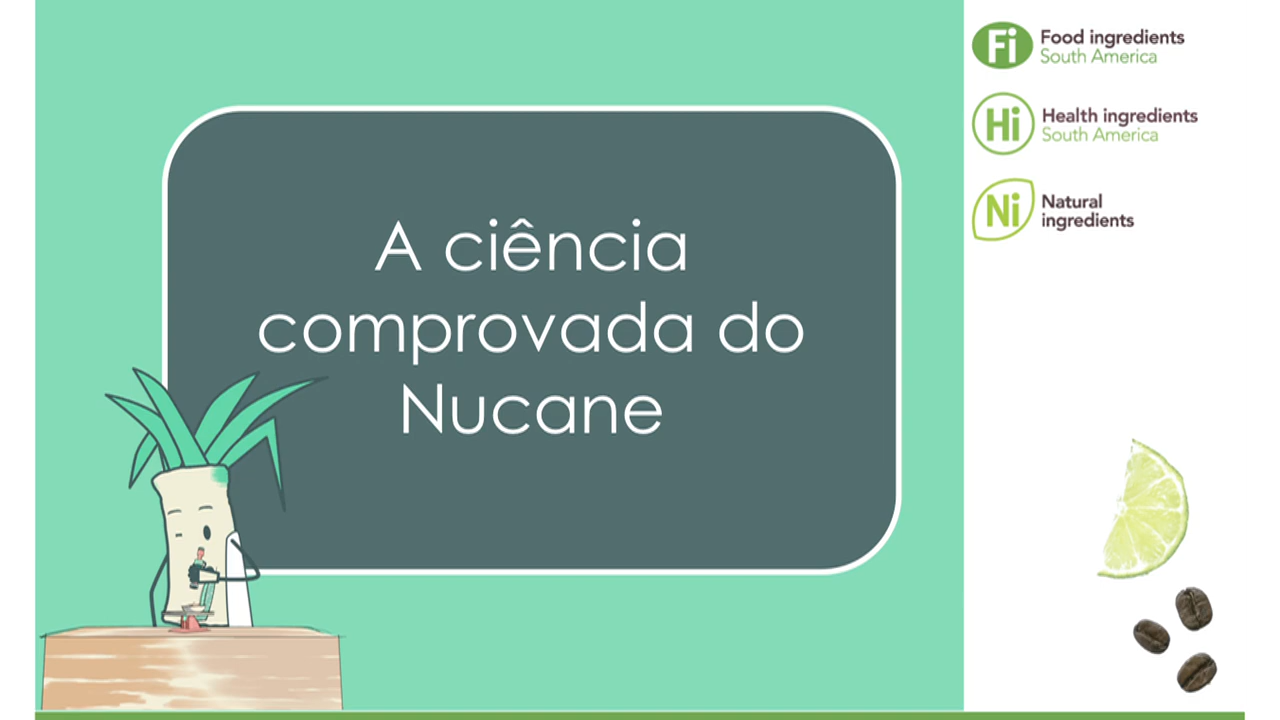 A ciência
comprovada do
Nucane
Fi
Food ingredients
South America
Hi
Health ingredients
South America
Ni
Natural
ingredients